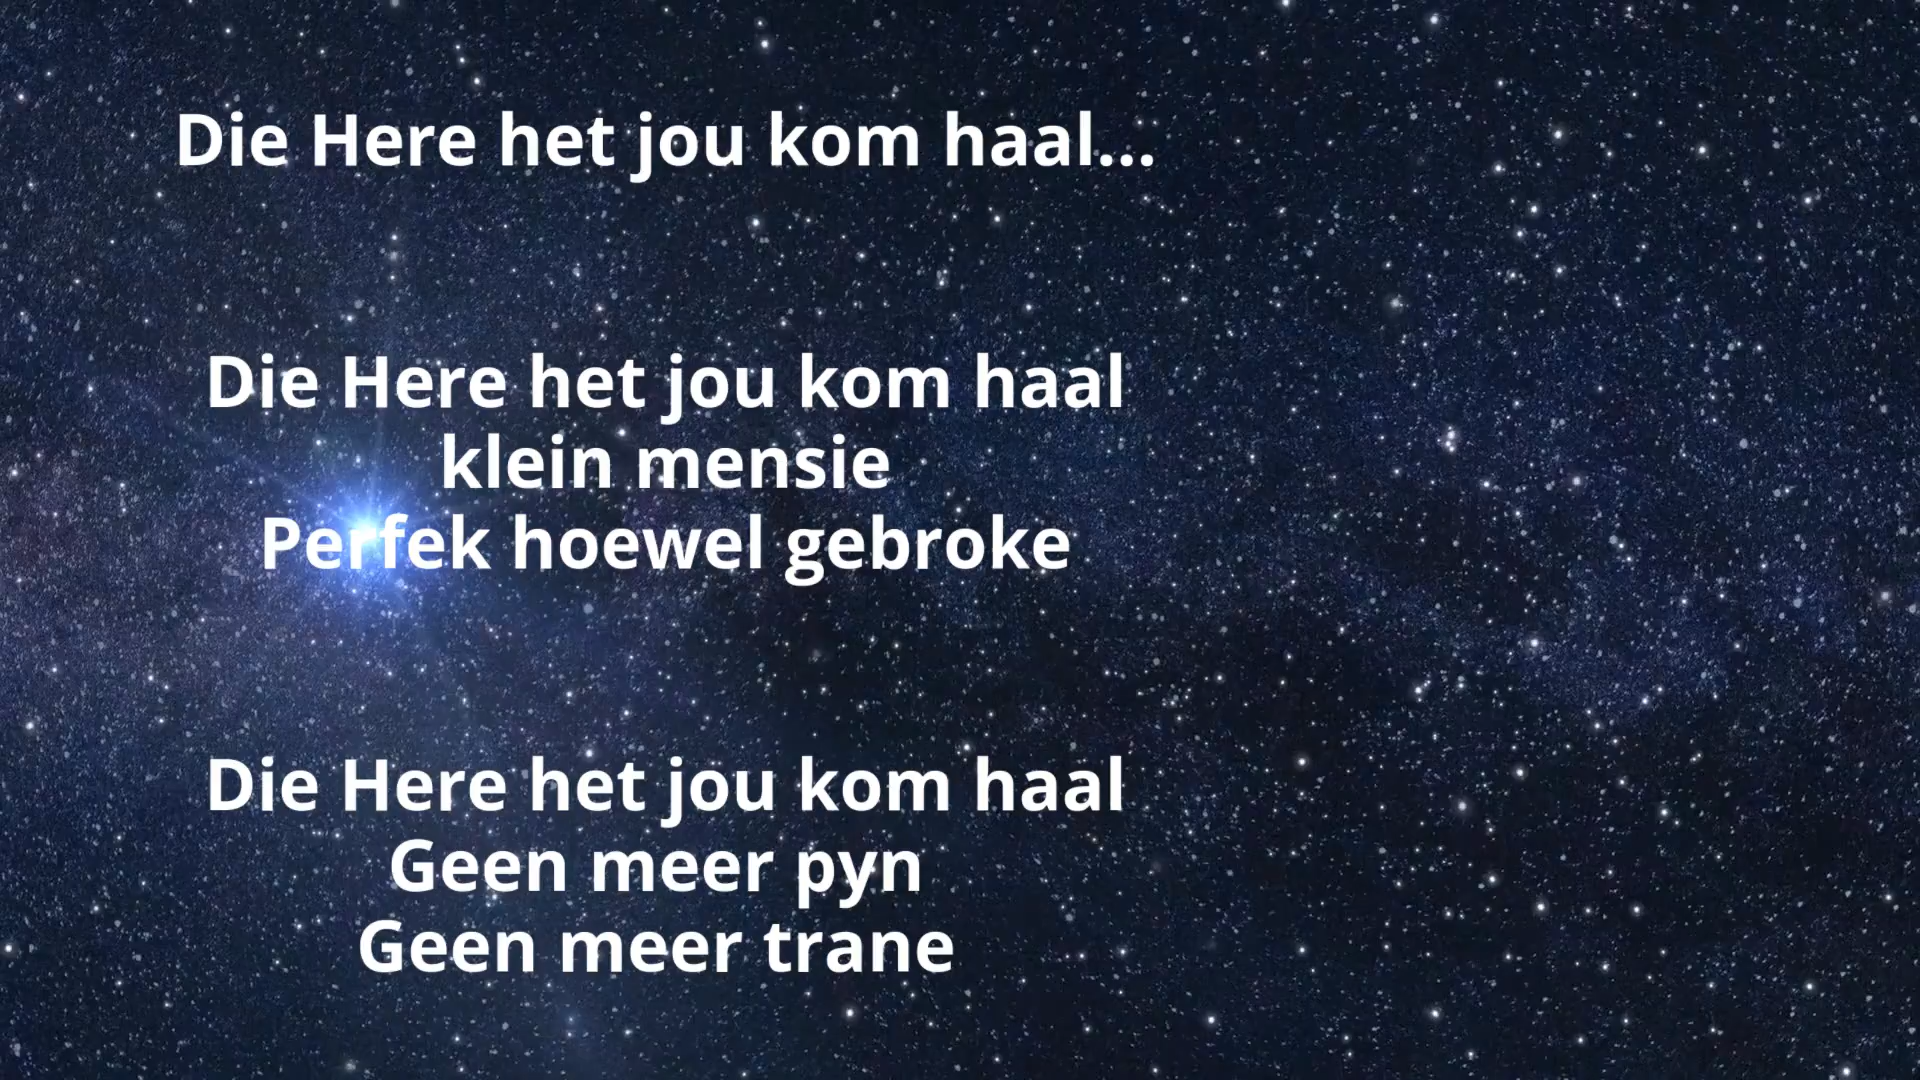 Die Here het jou kom haal...
Die Here het jou kom haal
klein mensie
Perfek hoewel gebroke
Die Here het jou kom haal
Geen meer pyn
Geen meer trane